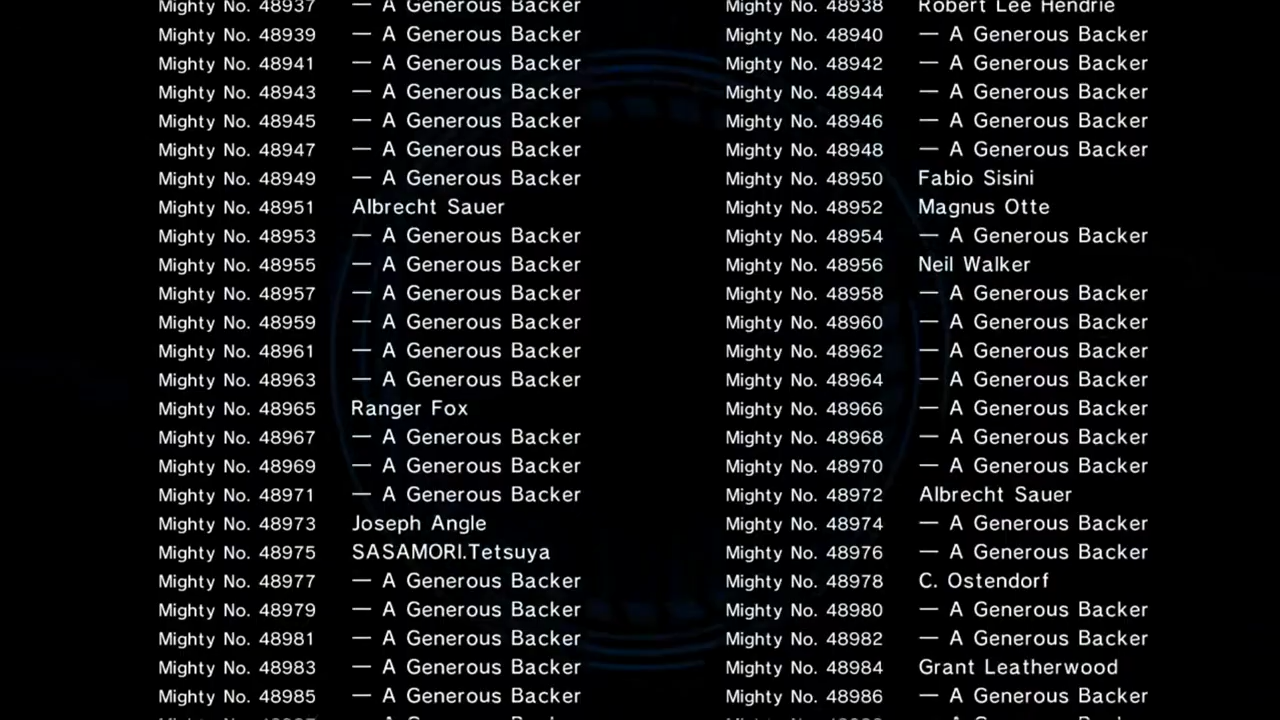 Mighty No. 48937 — A Generous Backer Mighty No. 48938 Robert Lee Hendrie
Mighty No. 48939 — A Generous Backer Mighty No. 48940 — A Generous Backer
Mighty No. 48941 — A Generous Backer Mighty No. 48942 — A Generous Backer
Mighty No. 48943 — A Generous Backer Mighty No. 48944 — A Generous Backer
Mighty No. 48945 — A Generous Backer Mighty No. 48946 — A Generous Backer
Mighty No. 48947 — A Generous Backer Mighty No. 48948 — A Generous Backer
Mighty No. 48949 — A Generous Backer Mighty No. 48950 Fabio Sisini
Mighty No. 48951 Albrecht Sauer Mighty No. 48952 Magnus Otte
Mighty No. 48953 — A Generous Backer Mighty No. 48954 — A Generous Backer
Mighty No. 48955 — A Generous Backer Mighty No. 48956 Neil Walker
Mighty No. 48957 — A Generous Backer Mighty No. 48958 — A Generous Backer
Mighty No. 48959 — A Generous Backer Mighty No. 48960 — A Generous Backer
Mighty No. 48961 — A Generous Backer Mighty No. 48962 — A Generous Backer
Mighty No. 48963 — A Generous Backer Mighty No. 48964 — A Generous Backer
Mighty No. 48965 Ranger Fox Mighty No. 48966 — A Generous Backer
Mighty No. 48967 — A Generous Backer Mighty No. 48968 — A Generous Backer
Mighty No. 48969 — A Generous Backer Mighty No. 48970 — A Generous Backer
Mighty No. 48971 — A Generous Backer Mighty No. 48972 Albrecht Sauer
Mighty No. 48973 Joseph Angle Mighty No. 48974 — A Generous Backer
Mighty No. 48975 SASAMORI.Tetsuya Mighty No. 48976 — A Generous Backer
Mighty No. 48977 — A Generous Backer Mighty No. 48978 C. Ostendorf
Mighty No. 48979 — A Generous Backer Mighty No. 48980 — A Generous Backer
Mighty No. 48981 — A Generous Backer Mighty No. 48982 — A Generous Backer
Mighty No. 48983 — A Generous Backer Mighty No. 48984 Grant Leatherwood
Mighty No. 48985 — A Generous Backer Mighty No. 48986 — A Generous Backer